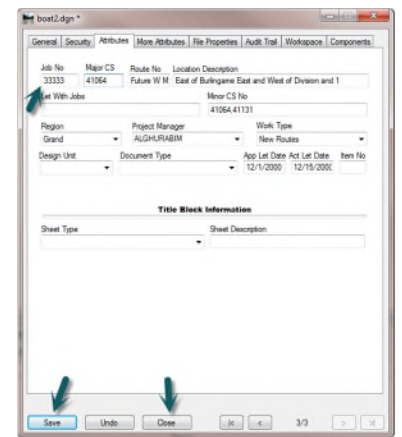 boat2.dgn *
General Security Attributes More Attributes File Properties Audit Trail Workspace Components
Job No Major CS Route No Location Description
33333 41064 Future W M East of Burlingame East and West of Division and 1
Let With Jobs Minor CS No
41064,41131
Region Project Manager Work Type
Grand ALGHURABIM New Routes
Design Unit Document Type App Let Date Act Let Date Item No
12/1/2000 12/15/200
Title Block Information
Sheet Type Sheet Description
Save Undo Close |< < 3/3 > >|